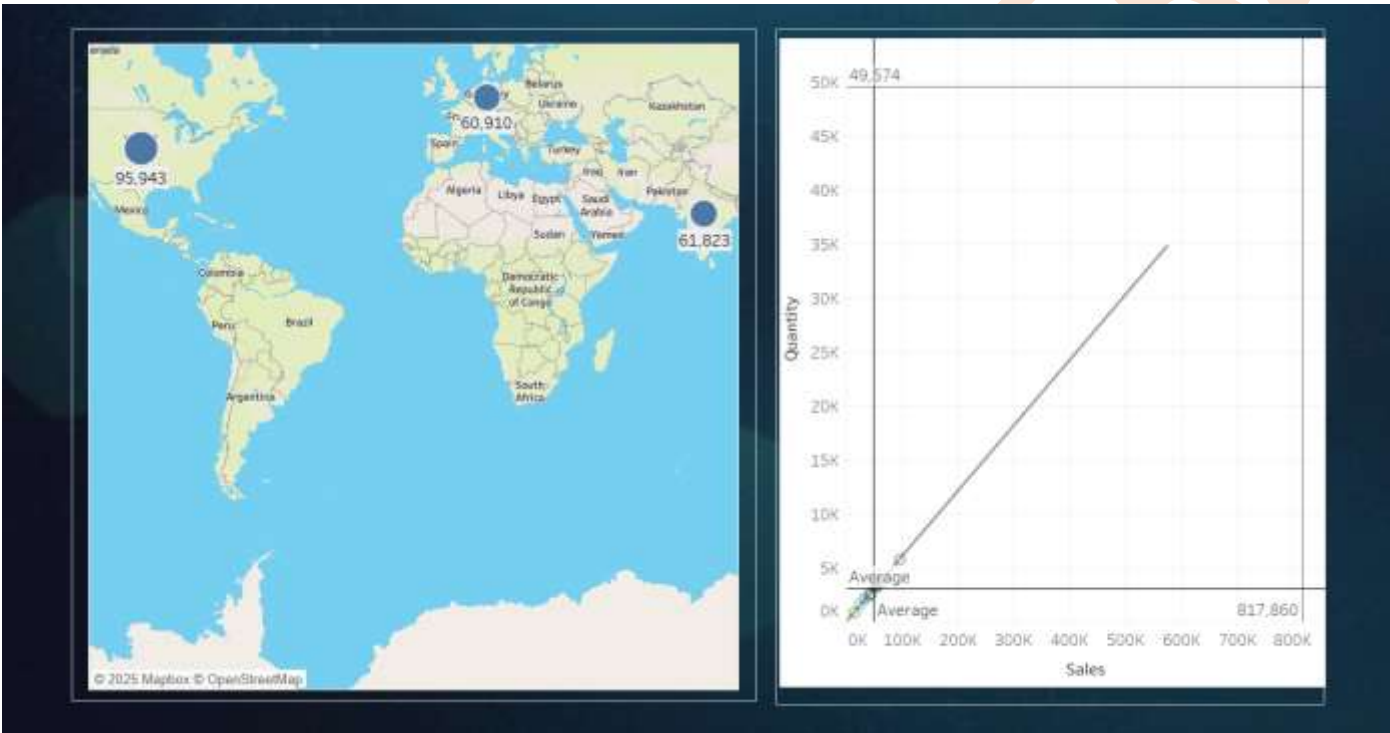 Belarus
Ukraine
Kazakhstan
60,910
Spain
Turkey
95,943
Iraq
Iran
Algeria
Libya
Egypt
Saudi
Arabia
Pakistan
Mexico
Sudan
Yemen
61,823
Colombia
Democratic
Republic
of Congo
Peru
Brazil
South
Africa
Argentina
© 2025 Mapbox © OpenStreetMap
50K
49,574
45K
40K
35K
30K
25K
20K
15K
10K
5K
0K
Quantity
Average
Average
817,860
0K 100K 200K 300K 400K 500K 600K 700K 800K
Sales